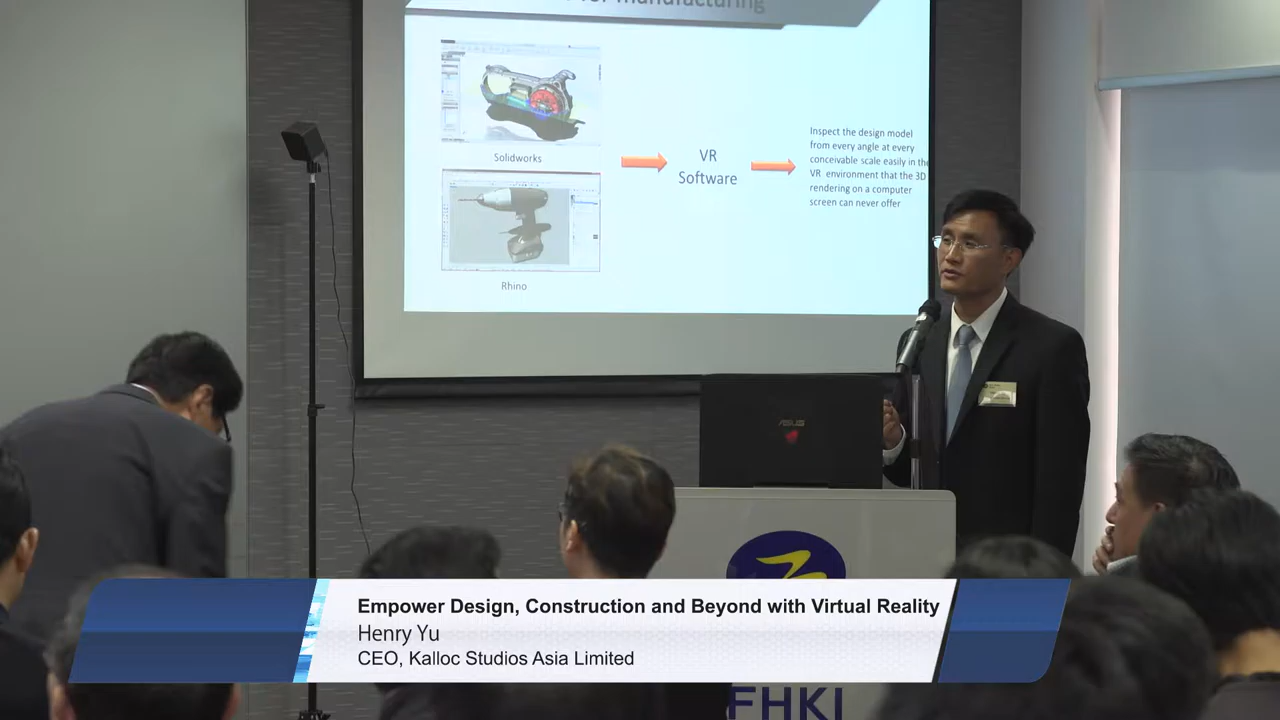 for manufacturing
Solidworks
Rhino
VR
Software
Inspect the design model
from every angle at every
conceivable scale easily in the
VR environment that the 3D
rendering on a computer
screen can never offer
ASUS
Empower Design, Construction and Beyond with Virtual Reality
Henry Yu
CEO, Kalloc Studios Asia Limited
FHKI